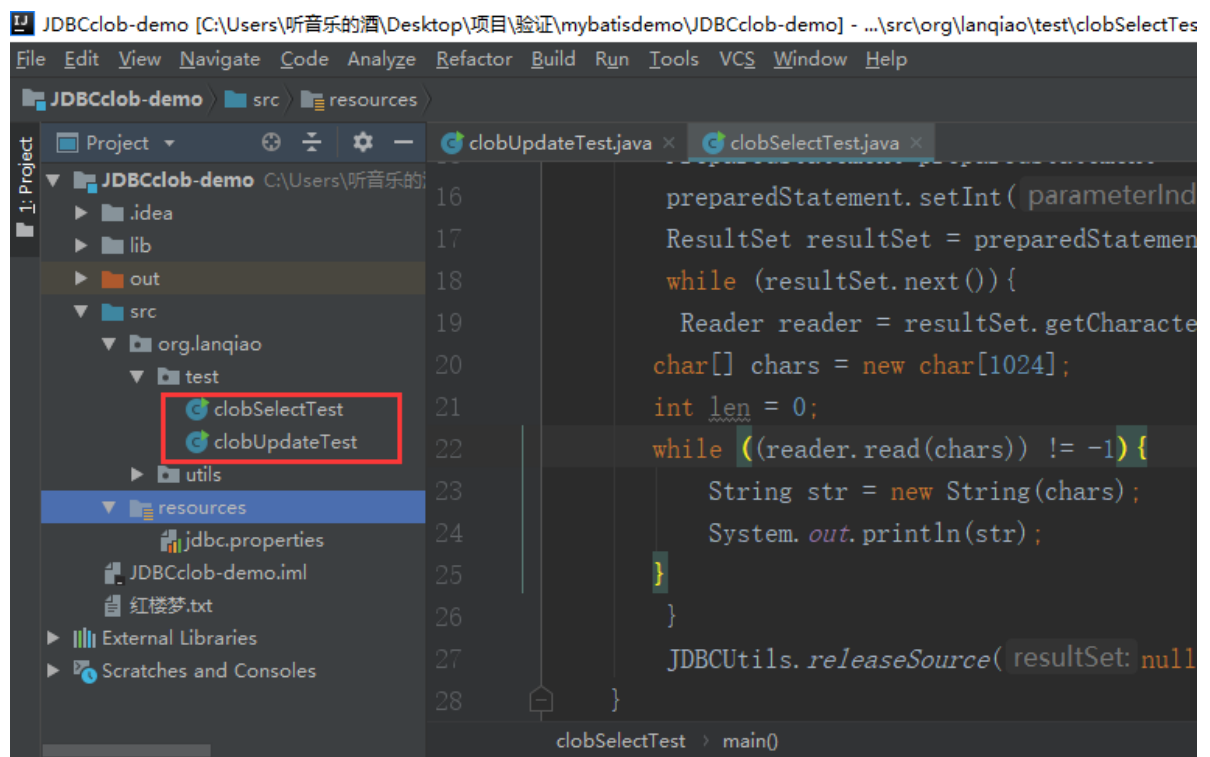 JDBCclob-demo [C:\Users\听音乐的酒\Desktop\项目\验证\mybatisdemo\JDBCclob-demo] - ...\src\org\lanqiao\test\clobSelectTes
File Edit View Navigate Code Analyze Refactor Build Run Tools VCS Window Help
JDBCclob-demo src resources
1: Project
Project
JDBCclob-demo C:\Users\听音乐的
.idea
lib
out
src
org.lanqiao
test
clobSelectTest
clobUpdateTest
utils
resources
jdbc.properties
JDBCclob-demo.iml
红楼梦.txt
External Libraries
Scratches and Consoles
clobUpdateTest.java × clobSelectTest.java ×
16 preparedStatement.setInt( parameterInd
17 ResultSet resultSet = preparedStatemen
18 while (resultSet.next()){
19 Reader reader = resultSet.getCharacte
20 char[] chars = new char[1024];
21 int len = 0;
22 while ((reader.read(chars)) != -1){
23 String str = new String(chars);
24 System.out.println(str);
25 }
26 }
27 JDBCUtils.releaseSource( resultSet: null
28 }
clobSelectTest › main()